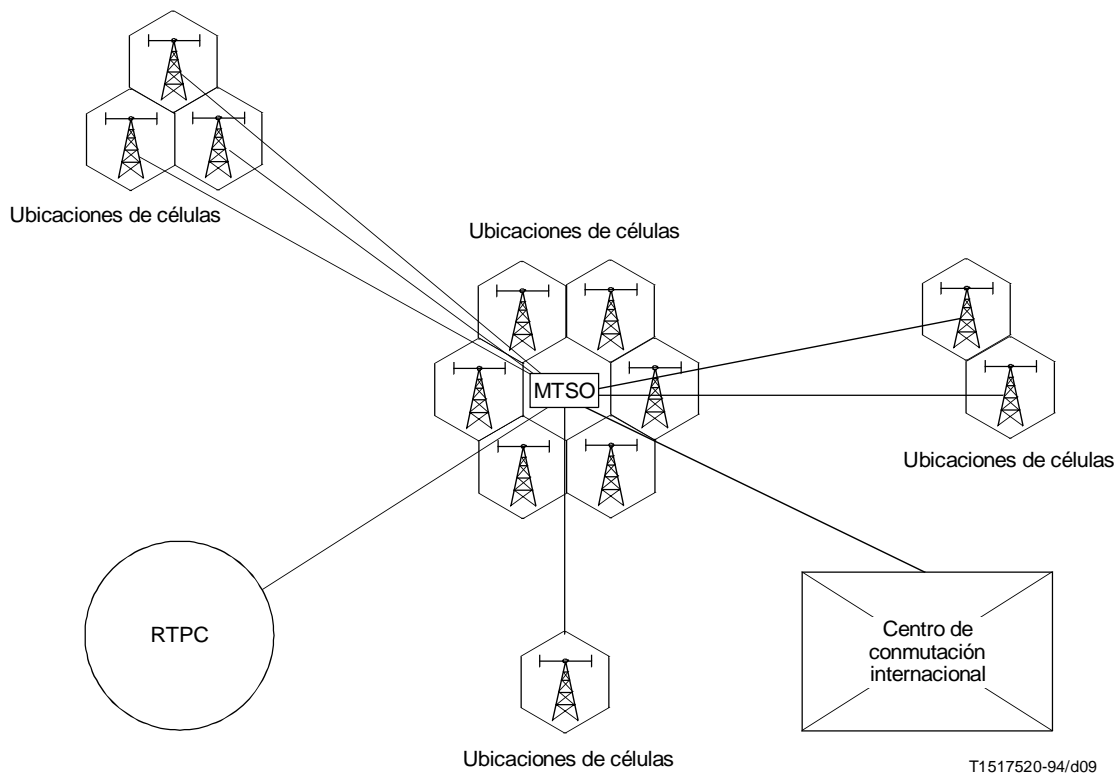 Ubicaciones de células
Ubicaciones de células
MTSO
Ubicaciones de células
RTPC
Centro de
conmutación
internacional
Ubicaciones de células
T1517520-94/d09